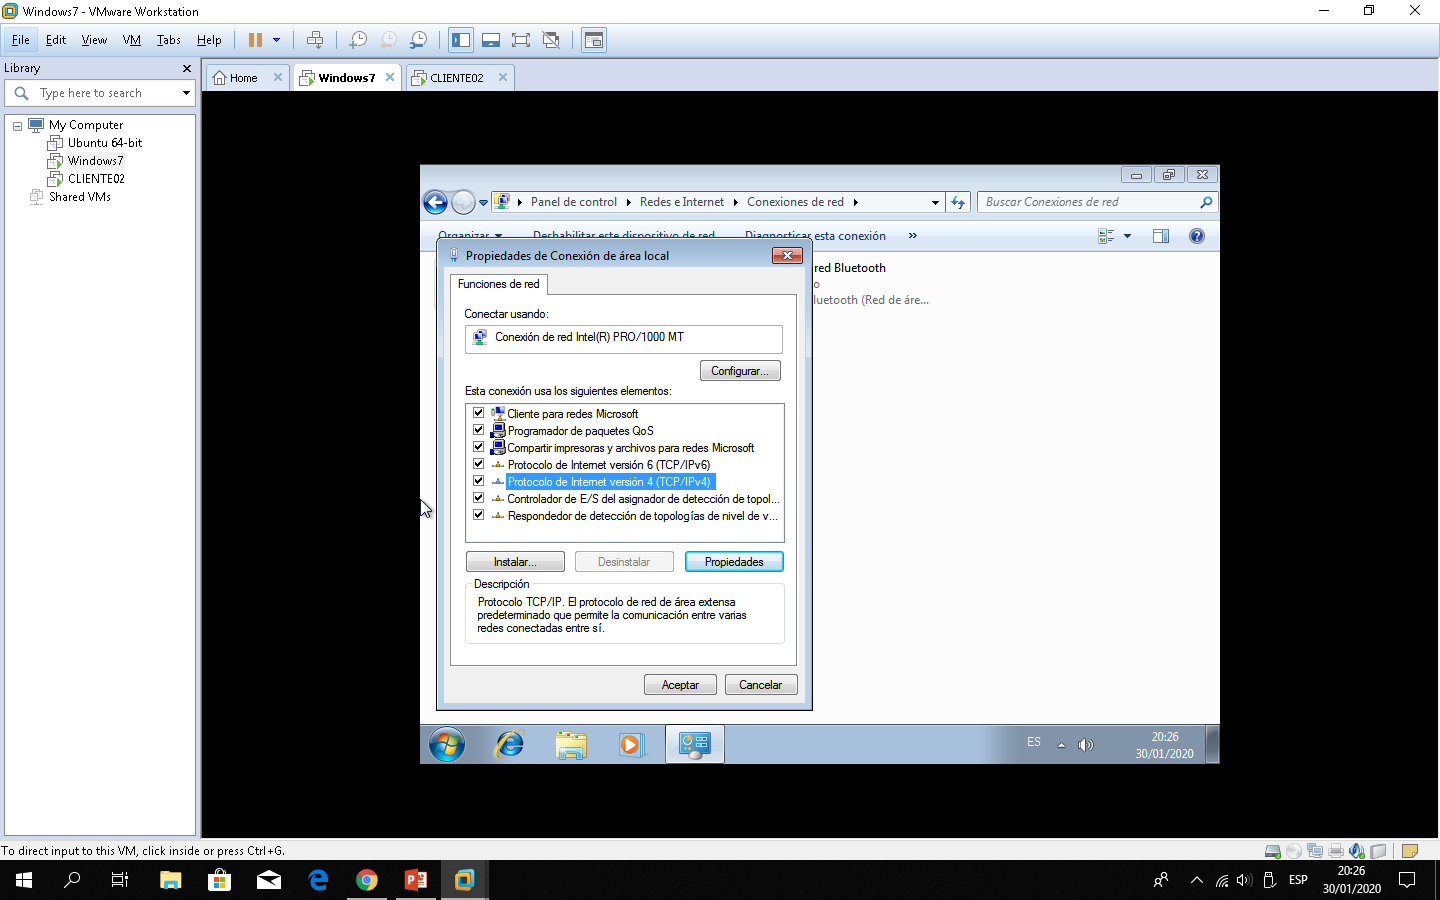 Windows7 - VMware Workstation
File Edit View VM Tabs Help
Library
Type here to search
My Computer
Ubuntu 64-bit
Windows7
CLIENTE02
Shared VMs
Home Windows7 CLIENTE02
Panel de control Redes e Internet Conexiones de red
Buscar Conexiones de red
Organizar Deshabilitar este dispositivo de red Diagnosticar esta conexión »
Propiedades de Conexión de área local
red Bluetooth
o
luetooth (Red de áre...
Funciones de red
Conectar usando:
Conexión de red Intel(R) PRO/1000 MT
Configurar...
Esta conexión usa los siguientes elementos:
Cliente para redes Microsoft
Programador de paquetes QoS
Compartir impresoras y archivos para redes Microsoft
Protocolo de Internet versión 6 (TCP/IPv6)
Protocolo de Internet versión 4 (TCP/IPv4)
Controlador de E/S del asignador de detección de topol...
Respondedor de detección de topologías de nivel de v...
Instalar... Desinstalar Propiedades
Descripción
Protocolo TCP/IP. El protocolo de red de área extensa
predeterminado que permite la comunicación entre varias
redes conectadas entre sí.
Aceptar Cancelar
ES
20:26
30/01/2020
To direct input to this VM, click inside or press Ctrl+G.
ESP
20:26
30/01/2020